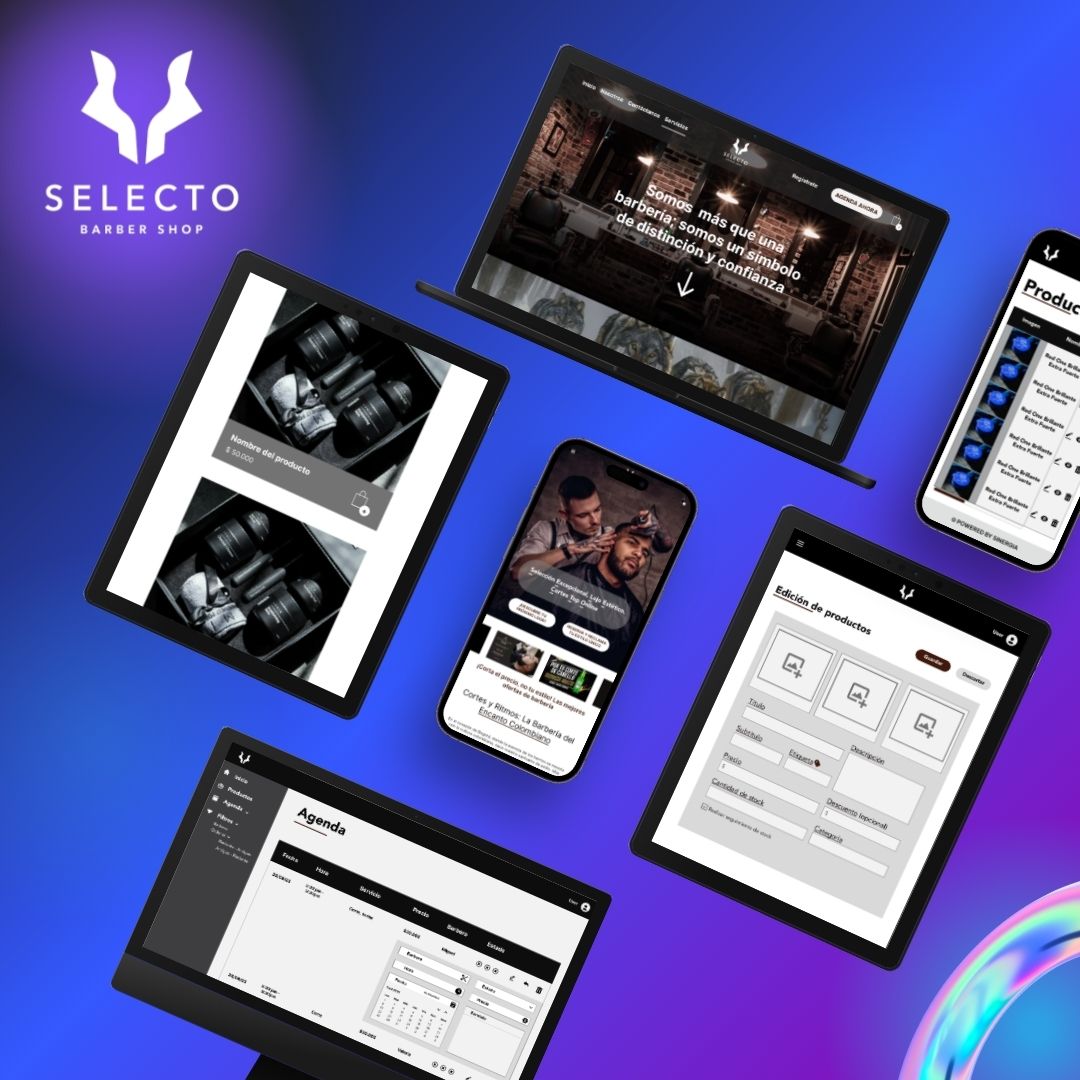 SELECTO
BARBER SHOP
Inicio Nosotros Contáctanos Servicios
SELECTO
Regístrate
AGENDA AHORA
Somos más que una
barbería; somos un símbolo
de distinción y confianza
Nombre del producto
$ 50.000
Selección Excepcional, Lujo Estético,
Cortes Top Online
¡Corta el precio, no tu estilo! Las mejores
ofertas de barbería
Cortes y Ritmos: La Barbería del
Encanto Colombiano
Produc
Imagen
Red One Brillante
Extra Fuerte
Red One Brillante
Extra Fuerte
Red One Brillante
Extra Fuerte
Red One Brillante
Extra Fuerte
Red One Brillante
Extra Fuerte
Red One Brillante
Extra Fuerte
© POWERED BY SINERGIA
User
Edición de productos
Guardar
Descartar
Título
Subtítulo
Etiqueta
Descripción
Precio
$
Cantidad de stock
Descuento (opcional)
$
Realizar seguimiento de stock
Categoría
Inicio
Productos
Agenda
Filtros
User
Agenda
Fecha Hora Servicio Precio Barbero Estado
$50.000
Miguel
Barbero
Hora
Fecha
Estado
Precio
Servicio
Corte
$50.000
Valeria